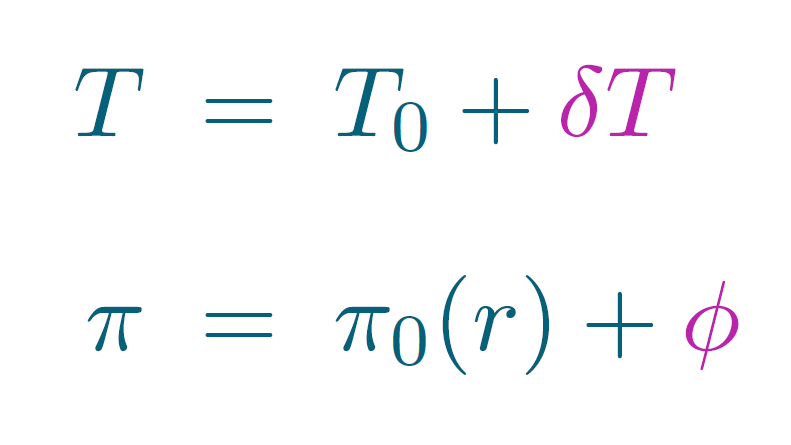 T = T₀ + δT
π = π₀(r) + ϕ